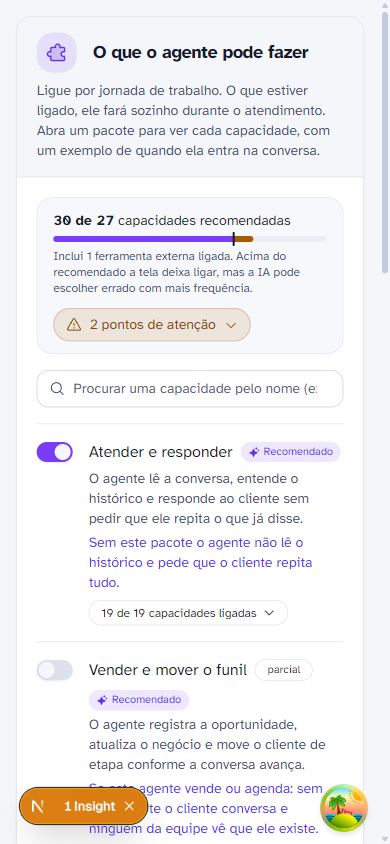 O que o agente pode fazer
Ligue por jornada de trabalho. O que estiver
ligado, ele fará sozinho durante o atendimento.
Abra um pacote para ver cada capacidade, com
um exemplo de quando ela entra na conversa.
30 de 27 capacidades recomendadas
Inclui 1 ferramenta externa ligada. Acima do
recomendado a tela deixa ligar, mas a IA pode
escolher errado com mais frequência.
2 pontos de atenção
Procurar uma capacidade pelo nome (e
Atender e responder Recomendado
O agente lê a conversa, entende o
histórico e responde ao cliente sem
pedir que ele repita o que já disse.
Sem este pacote o agente não lê o
histórico e pede que o cliente repita
tudo.
19 de 19 capacidades ligadas
Vender e mover o funil parcial
Recomendado
O agente registra a oportunidade,
atualiza o negócio e move o cliente de
etapa conforme a conversa avança.
agente vende ou agenda: sem
o cliente conversa e
ninguém da equipe vê que ele existe.
N 1 Insight